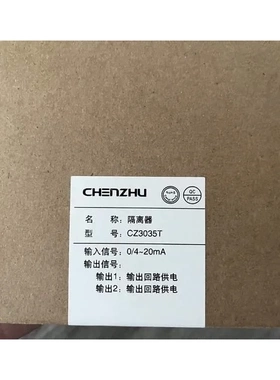 CHENZHU
QC
PASS
名 称: 隔离器
型 号: CZ3035T
输入信号: 0/4~20mA
输出信号:
输出1: 输出回路供电
输出2: 输出回路供电